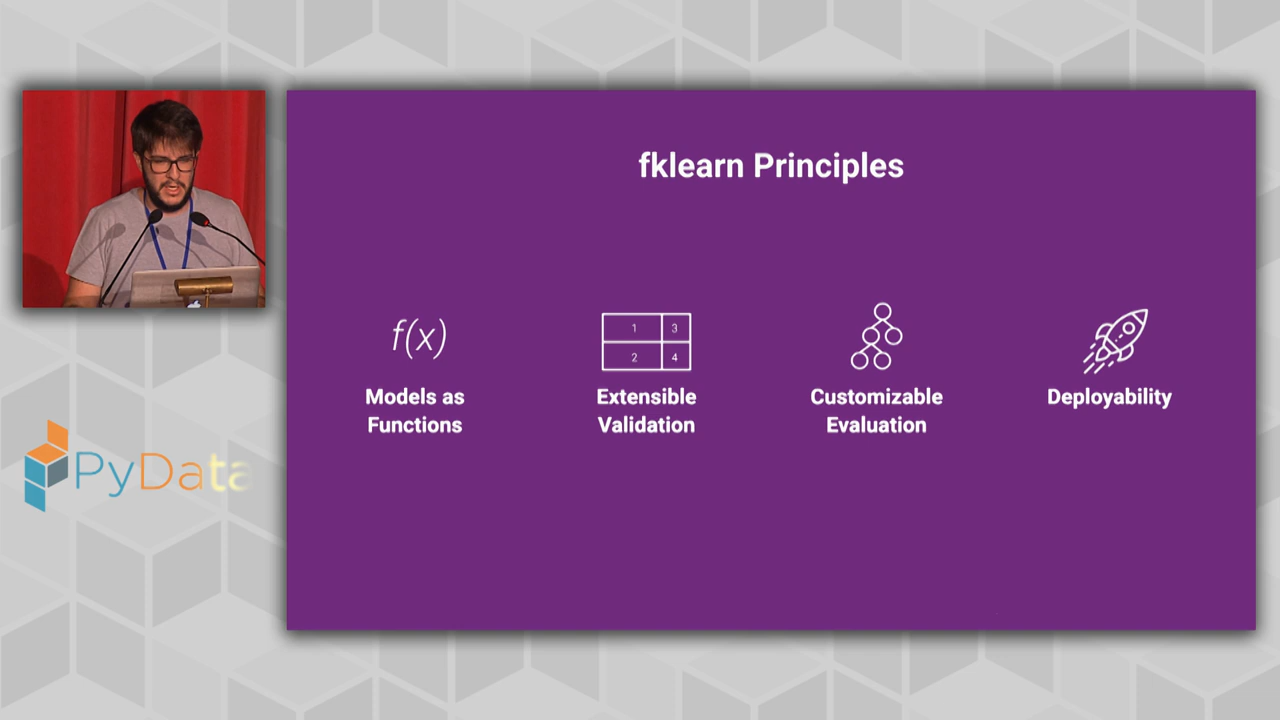 fklearn Principles
f(x)
Models as
Functions
1
3
2
4
Extensible
Validation
Customizable
Evaluation
Deployability
PyData